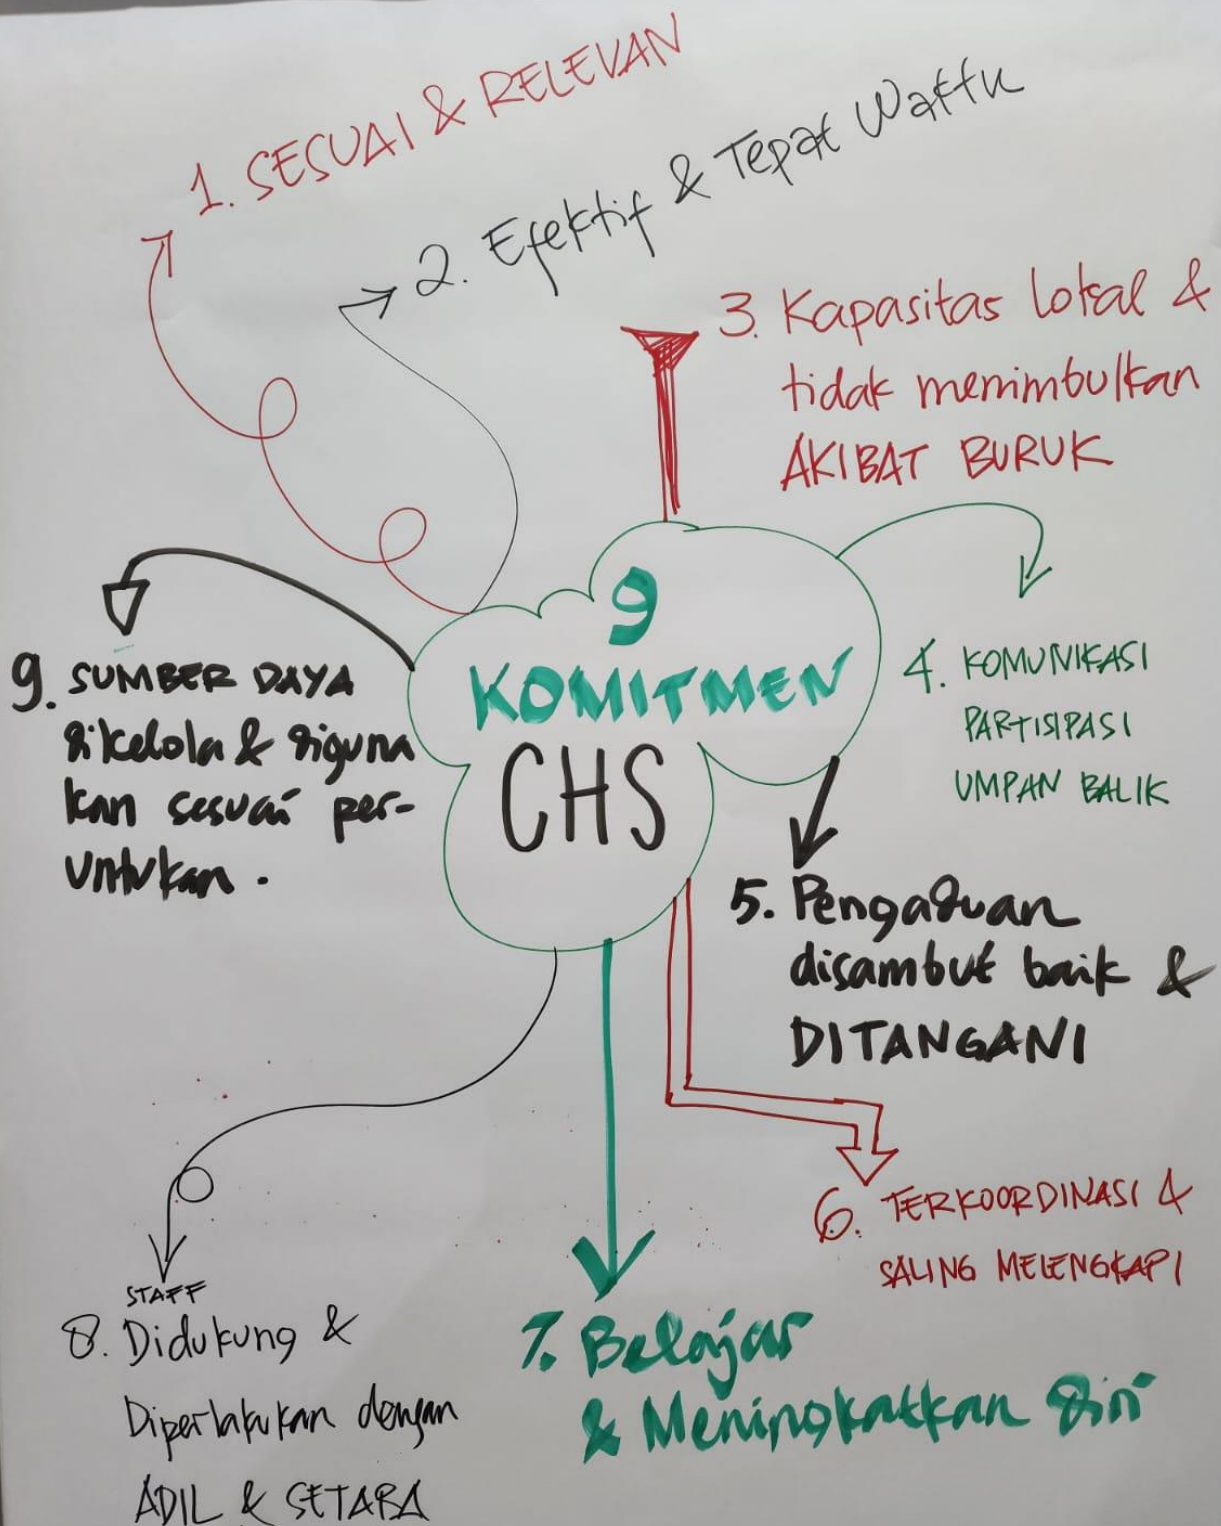 1. SESUAI & RELEVAN
2. Efektif & Tepat Waktu
3. Kapasitas lokal &
tidak menimbulkan
AKIBAT BURUK
9
KOMITMEN
CHS
4. KOMUNIKASI
PARTISIPASI
UMPAN BALIK
5. Pengaduan
disambut baik &
DITANGANI
6. TERKOORDINASI &
SALING MELENGKAPI
7. Belajar
& Meningkatkan diri
STAFF
8. Didukung &
Diperlakukan dengan
ADIL & SETARA
9. SUMBER DAYA
dikelola & diguna
kan sesuai per-
untukan.